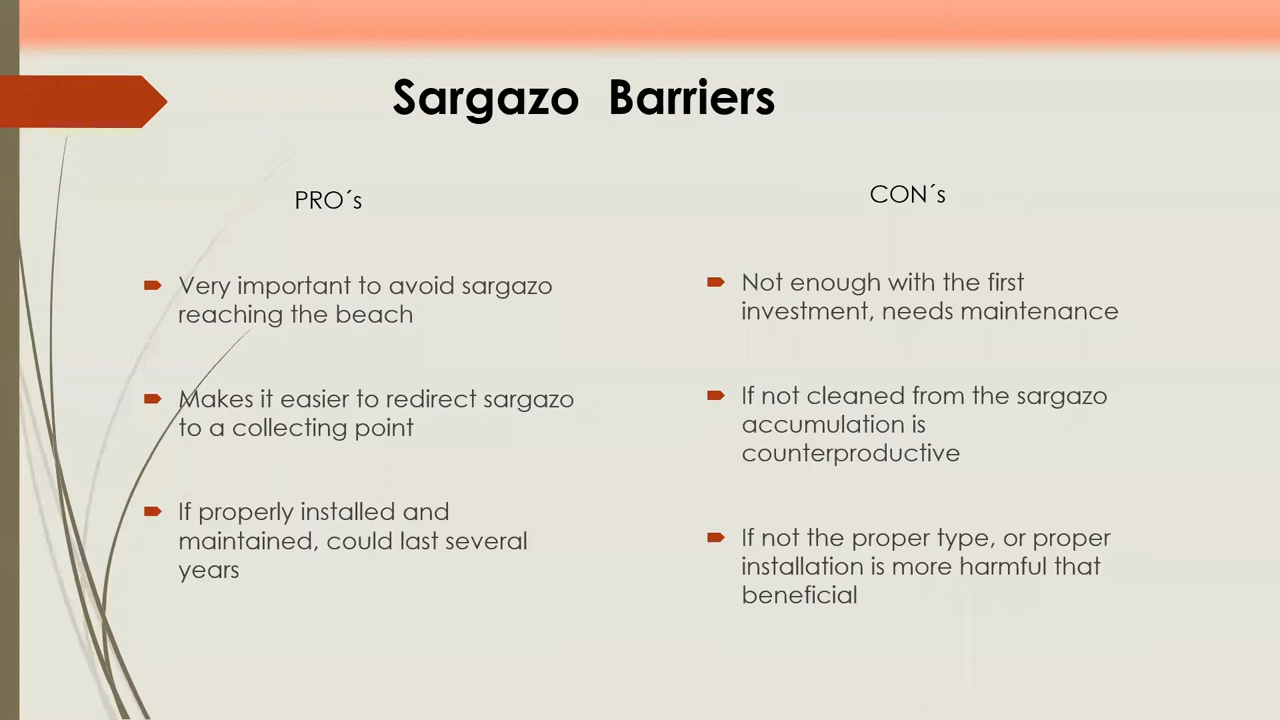 Sargazo Barriers
PRO´s
Very important to avoid sargazo
reaching the beach
Makes it easier to redirect sargazo
to a collecting point
If properly installed and
maintained, could last several
years
CON´s
Not enough with the first
investment, needs maintenance
If not cleaned from the sargazo
accumulation is
counterproductive
If not the proper type, or proper
installation is more harmful that
beneficial